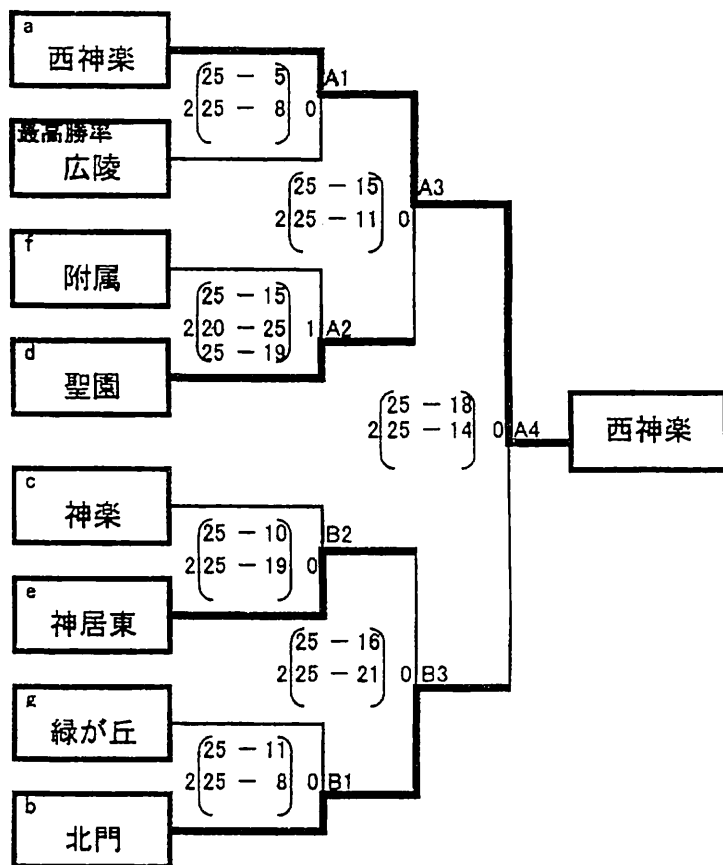 a
西神楽
25 - 5
A1
2 25 - 8 0
最高勝率
広陵
25 - 15
A3
2 25 - 11 0
f
附属
25 - 15
2 20 - 25 1 A2
25 - 19
d
聖園
25 - 18
2 25 - 14 0 A4
西神楽
c
神楽
25 - 10
B2
2 25 - 19 0
e
神居東
25 - 16
2 25 - 21 0 B3
g
緑が丘
25 - 11
2 25 - 8 0 B1
b
北門